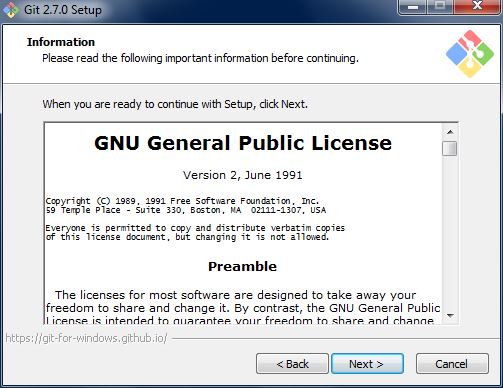 Git 2.7.0 Setup
Information
Please read the following important information before continuing.
When you are ready to continue with Setup, click Next.
GNU General Public License
Version 2, June 1991
Copyright (C) 1989, 1991 Free Software Foundation, Inc.
59 Temple Place - Suite 330, Boston, MA  02111-1307, USA
Everyone is permitted to copy and distribute verbatim copies
of this license document, but changing it is not allowed.
Preamble
The licenses for most software are designed to take away your
freedom to share and change it. By contrast, the GNU General Public
License is intended to guarantee your freedom to share and change
https://git-for-windows.github.io/
< Back
Next >
Cancel